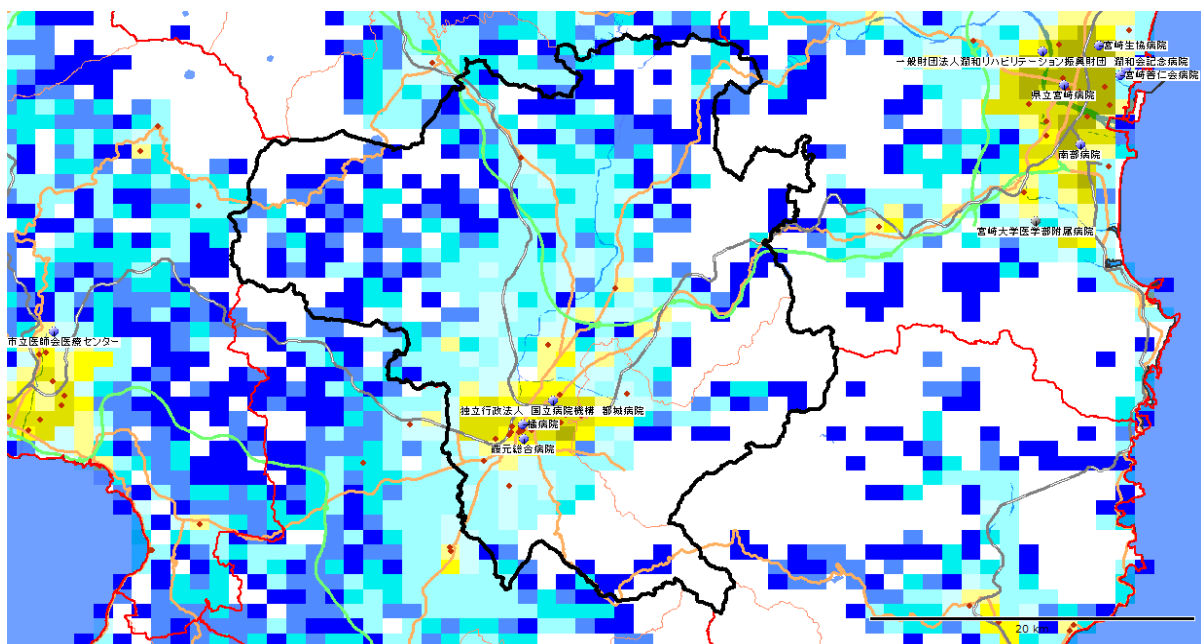 宮崎生協病院
一般財団法人潤和リハビリテーション振興財団 潤和会記念病院
宮崎善仁会病院
県立宮崎病院
南部病院
宮崎大学医学部附属病院
市立医師会医療センター
独立行政法人 国立病院機構 都城病院
橘病院
藤元総合病院
20 km